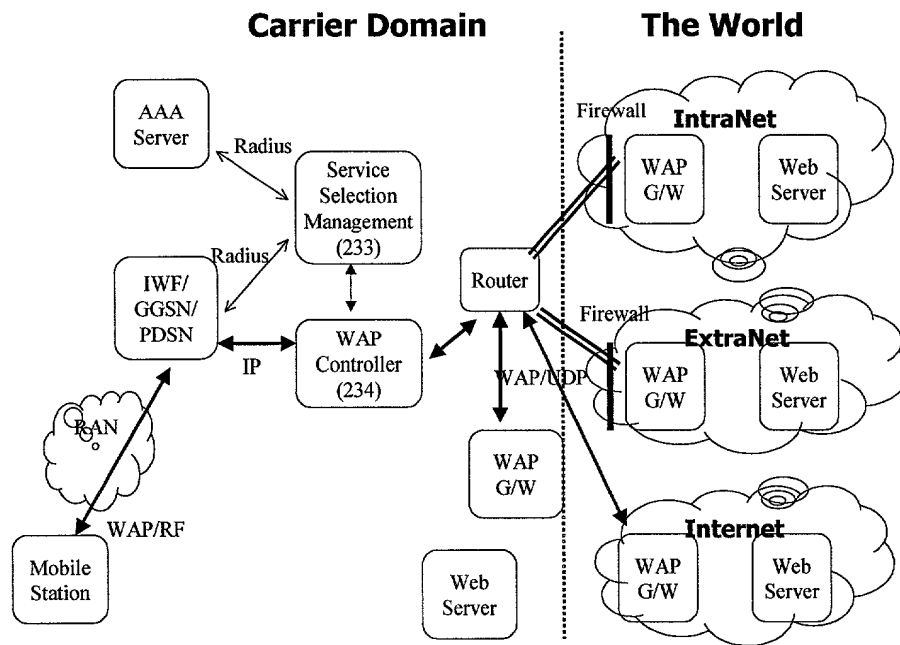 Carrier Domain
The World
AAA
Server
Radius
Service
Selection
Management
(233)
Radius
IWF/
GGSN/
PDSN
IP
WAP
Controller
(234)
Router
RAN
WAP/RF
Mobile
Station
WAP/UDP
WAP
G/W
Web
Server
Firewall
IntraNet
WAP
G/W
Web
Server
Firewall
ExtraNet
WAP
G/W
Web
Server
Internet
WAP
G/W
Web
Server